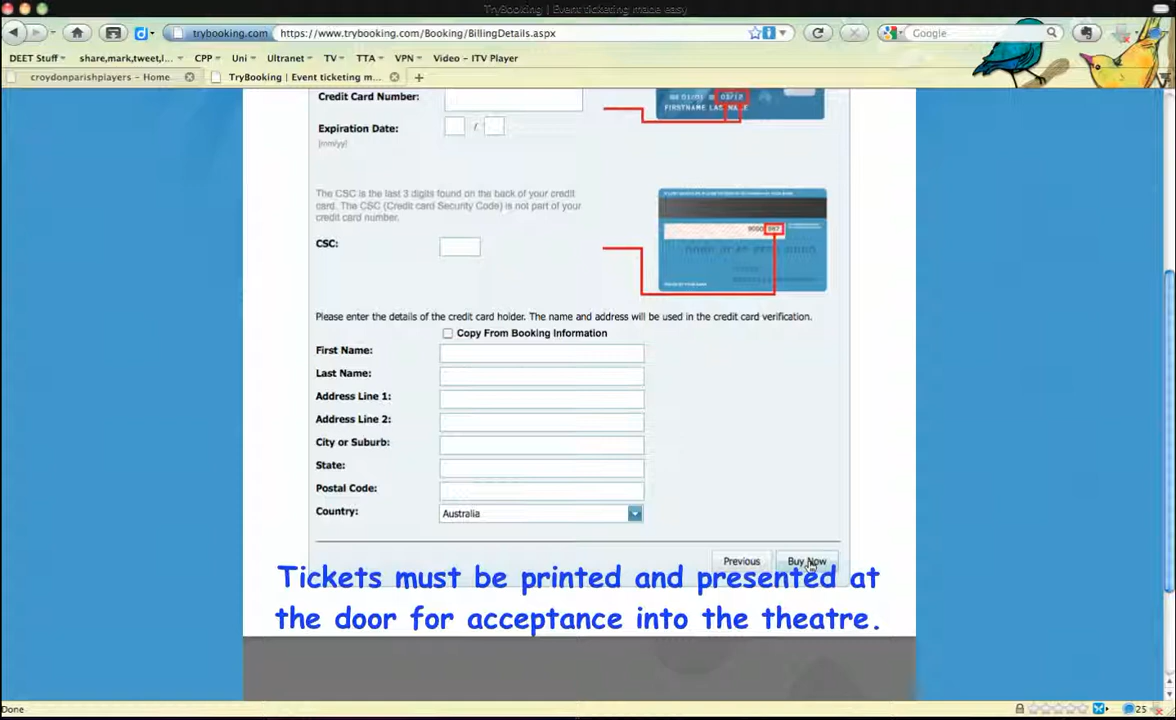 TryBooking | Event ticketing made easy
trybooking.com https://www.trybooking.com/Booking/BillingDetails.aspx Google
DEET Stuff share,mark,tweet,l... CPP Uni Ultranet TV TTA VPN Video - ITV Player
croydonparishplayers - Home TryBooking | Event ticketing m...
Credit Card Number:
FIRSTNAME LAST NAME
Expiration Date: /
[mm/yy]
The CSC is the last 3 digits found on the back of your credit
card. The CSC (Credit card Security Code) is not part of your
credit card number.
CSC:
Please enter the details of the credit card holder. The name and address will be used in the credit card verification.
Copy From Booking Information
First Name:
Last Name:
Address Line 1:
Address Line 2:
City or Suburb:
State:
Postal Code:
Country: Australia
Previous Buy Now
Tickets must be printed and presented at
the door for acceptance into the theatre.
Done 25